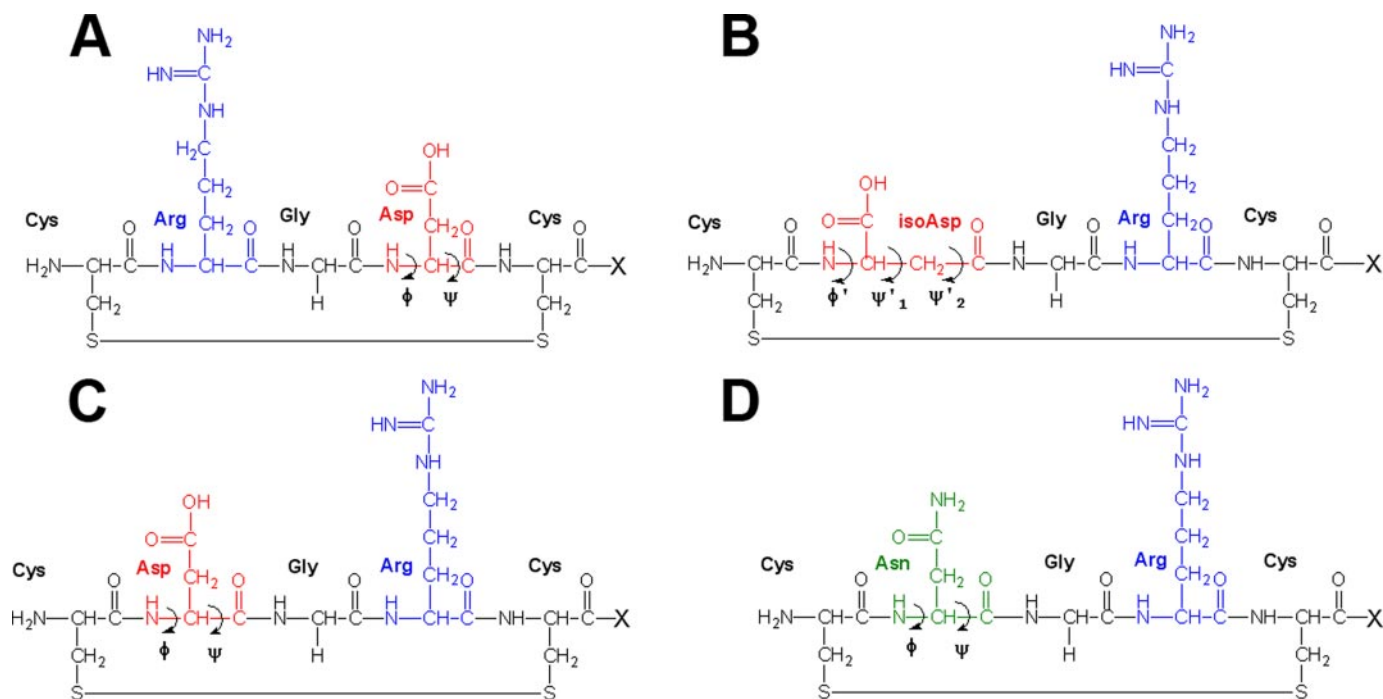 A
NH₂
HN=C
NH
H₂C
CH₂
CH₂
OH
O=C
CH₂
Cys Arg Gly Asp Cys
O O O O O
H H H H
H₂N-CH-C-N-CH-C-N-CH-C-N-CH-C-N-CH-C-X
CH₂ H ϕ ψ CH₂
S S
B
NH₂
HN=C
NH
CH₂
CH₂
CH₂
OH
O=C
Cys isoAsp Gly Arg Cys
O O O O O
H H H
H₂N-CH-C-N-CH-CH₂-C-N-CH-C-N-CH-C-NH-CH-C-X
CH₂ ϕ' ψ'₁ ψ'₂ H CH₂
S S
C
NH₂
HN=C
NH
CH₂
CH₂
CH₂
OH
O=C
CH₂
Cys Asp Gly Arg Cys
O O O O O
H H H H
H₂N-CH-C-N-CH-C-N-CH-C-N-CH-C-N-CH-C-X
CH₂ ϕ ψ H CH₂
S S
D
NH₂
HN=C
NH
CH₂
CH₂
CH₂
NH₂
O=C
CH₂
Cys Asn Gly Arg Cys
O O O O O
H H H
H₂N-CH-C-N-CH-C-N-CH-C-N-CH-C-NH-CH-C-X
CH₂ ϕ ψ H CH₂
S S